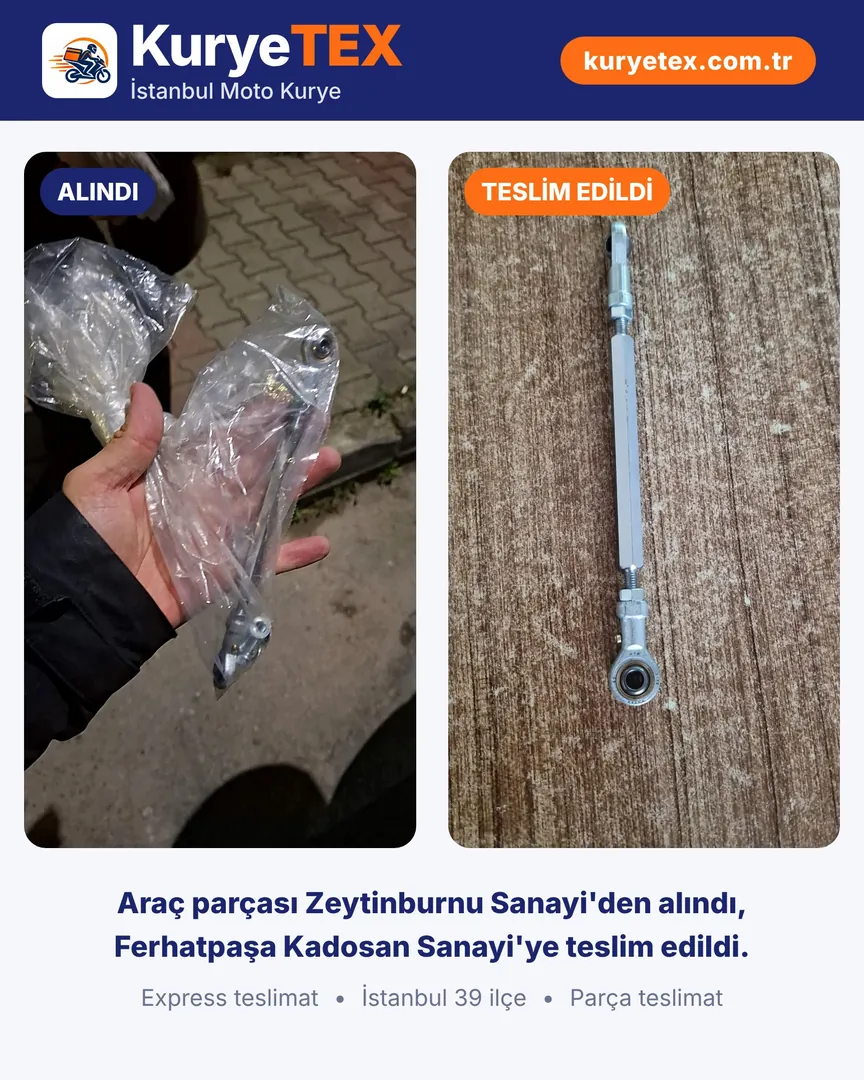 KuryeTEX
İstanbul Moto Kurye
kuryetex.com.tr
ALINDI
TESLİM EDİLDİ
Araç parçası Zeytinburnu Sanayi'den alındı,
Ferhatpaşa Kadosan Sanayi'ye teslim edildi.
Express teslimat • İstanbul 39 ilçe • Parça teslimat